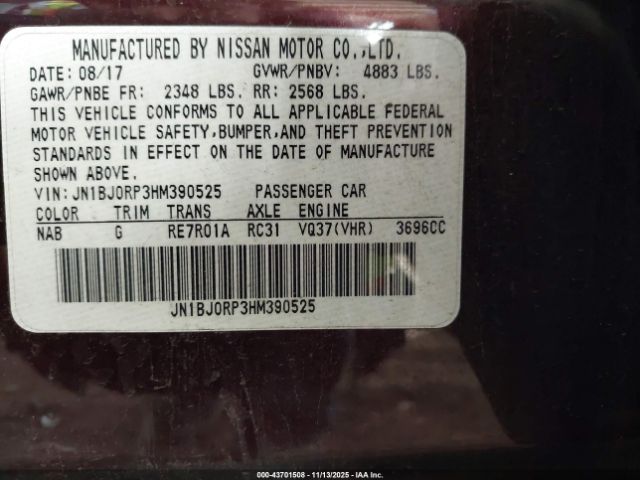 MANUFACTURED BY NISSAN MOTOR CO.,LTD.
DATE: 08/17 GVWR/PNBV: 4883 LBS.
GAWR/PNBE FR: 2348 LBS. RR: 2568 LBS.
THIS VEHICLE CONFORMS TO ALL APPLICABLE FEDERAL
MOTOR VEHICLE SAFETY,BUMPER,AND THEFT PREVENTION
STANDARDS IN EFFECT ON THE DATE OF MANUFACTURE
SHOWN ABOVE.
VIN:JN1BJ0RP3HM390525 PASSENGER CAR
COLOR TRIM TRANS AXLE ENGINE
NAB G RE7R01A RC31 VQ37(VHR) 3696CC
JN1BJ0RP3HM390525
000-43701508 - 11/13/2025 - IAA Inc.